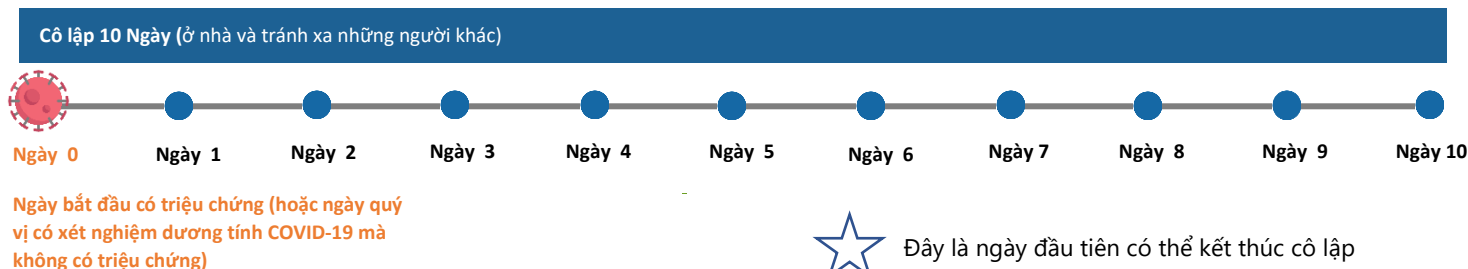 Cô lập 10 Ngày (ở nhà và tránh xa những người khác)
Ngày 0 Ngày 1 Ngày 2 Ngày 3 Ngày 4 Ngày 5 Ngày 6 Ngày 7 Ngày 8 Ngày 9 Ngày 10
Ngày bắt đầu có triệu chứng (hoặc ngày quý
vị có xét nghiệm dương tính COVID-19 mà
không có triệu chứng)
Đây là ngày đầu tiên có thể kết thúc cô lập